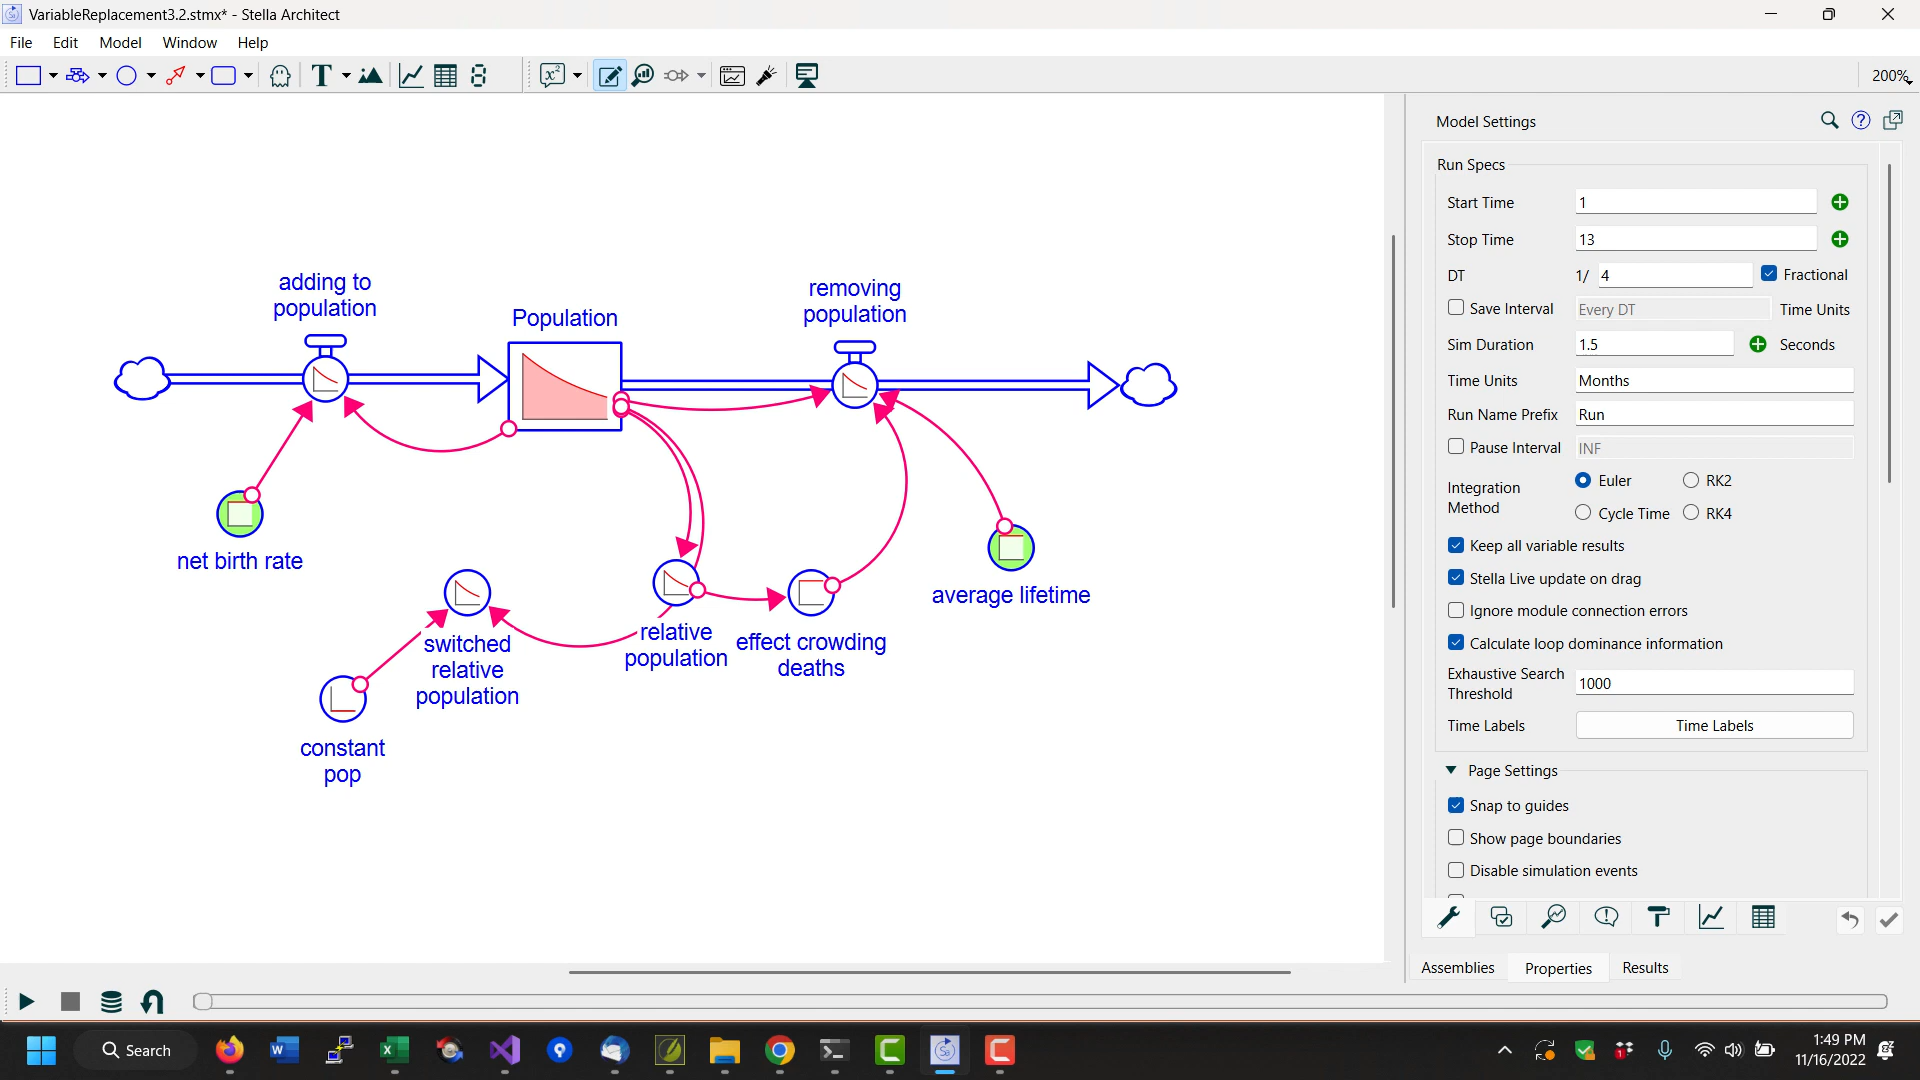 VariableReplacement3.2.stmx* - Stella Architect
File Edit Model Window Help
T x² 200%
Model Settings
adding to
population
Population
removing
population
net birth rate
average lifetime
switched
relative
population
relative
population
effect crowding
deaths
constant
pop
Run Specs
Start Time 1
Stop Time 13
DT 1/ 4 Fractional
Save Interval Every DT Time Units
Sim Duration 1.5 Seconds
Time Units Months
Run Name Prefix Run
Pause Interval INF
Integration
Method
Euler RK2
Cycle Time RK4
Keep all variable results
Stella Live update on drag
Ignore module connection errors
Calculate loop dominance information
Exhaustive Search
Threshold
1000
Time Labels Time Labels
Page Settings
Snap to guides
Show page boundaries
Disable simulation events
Assemblies Properties Results
Search
1:49 PM
11/16/2022